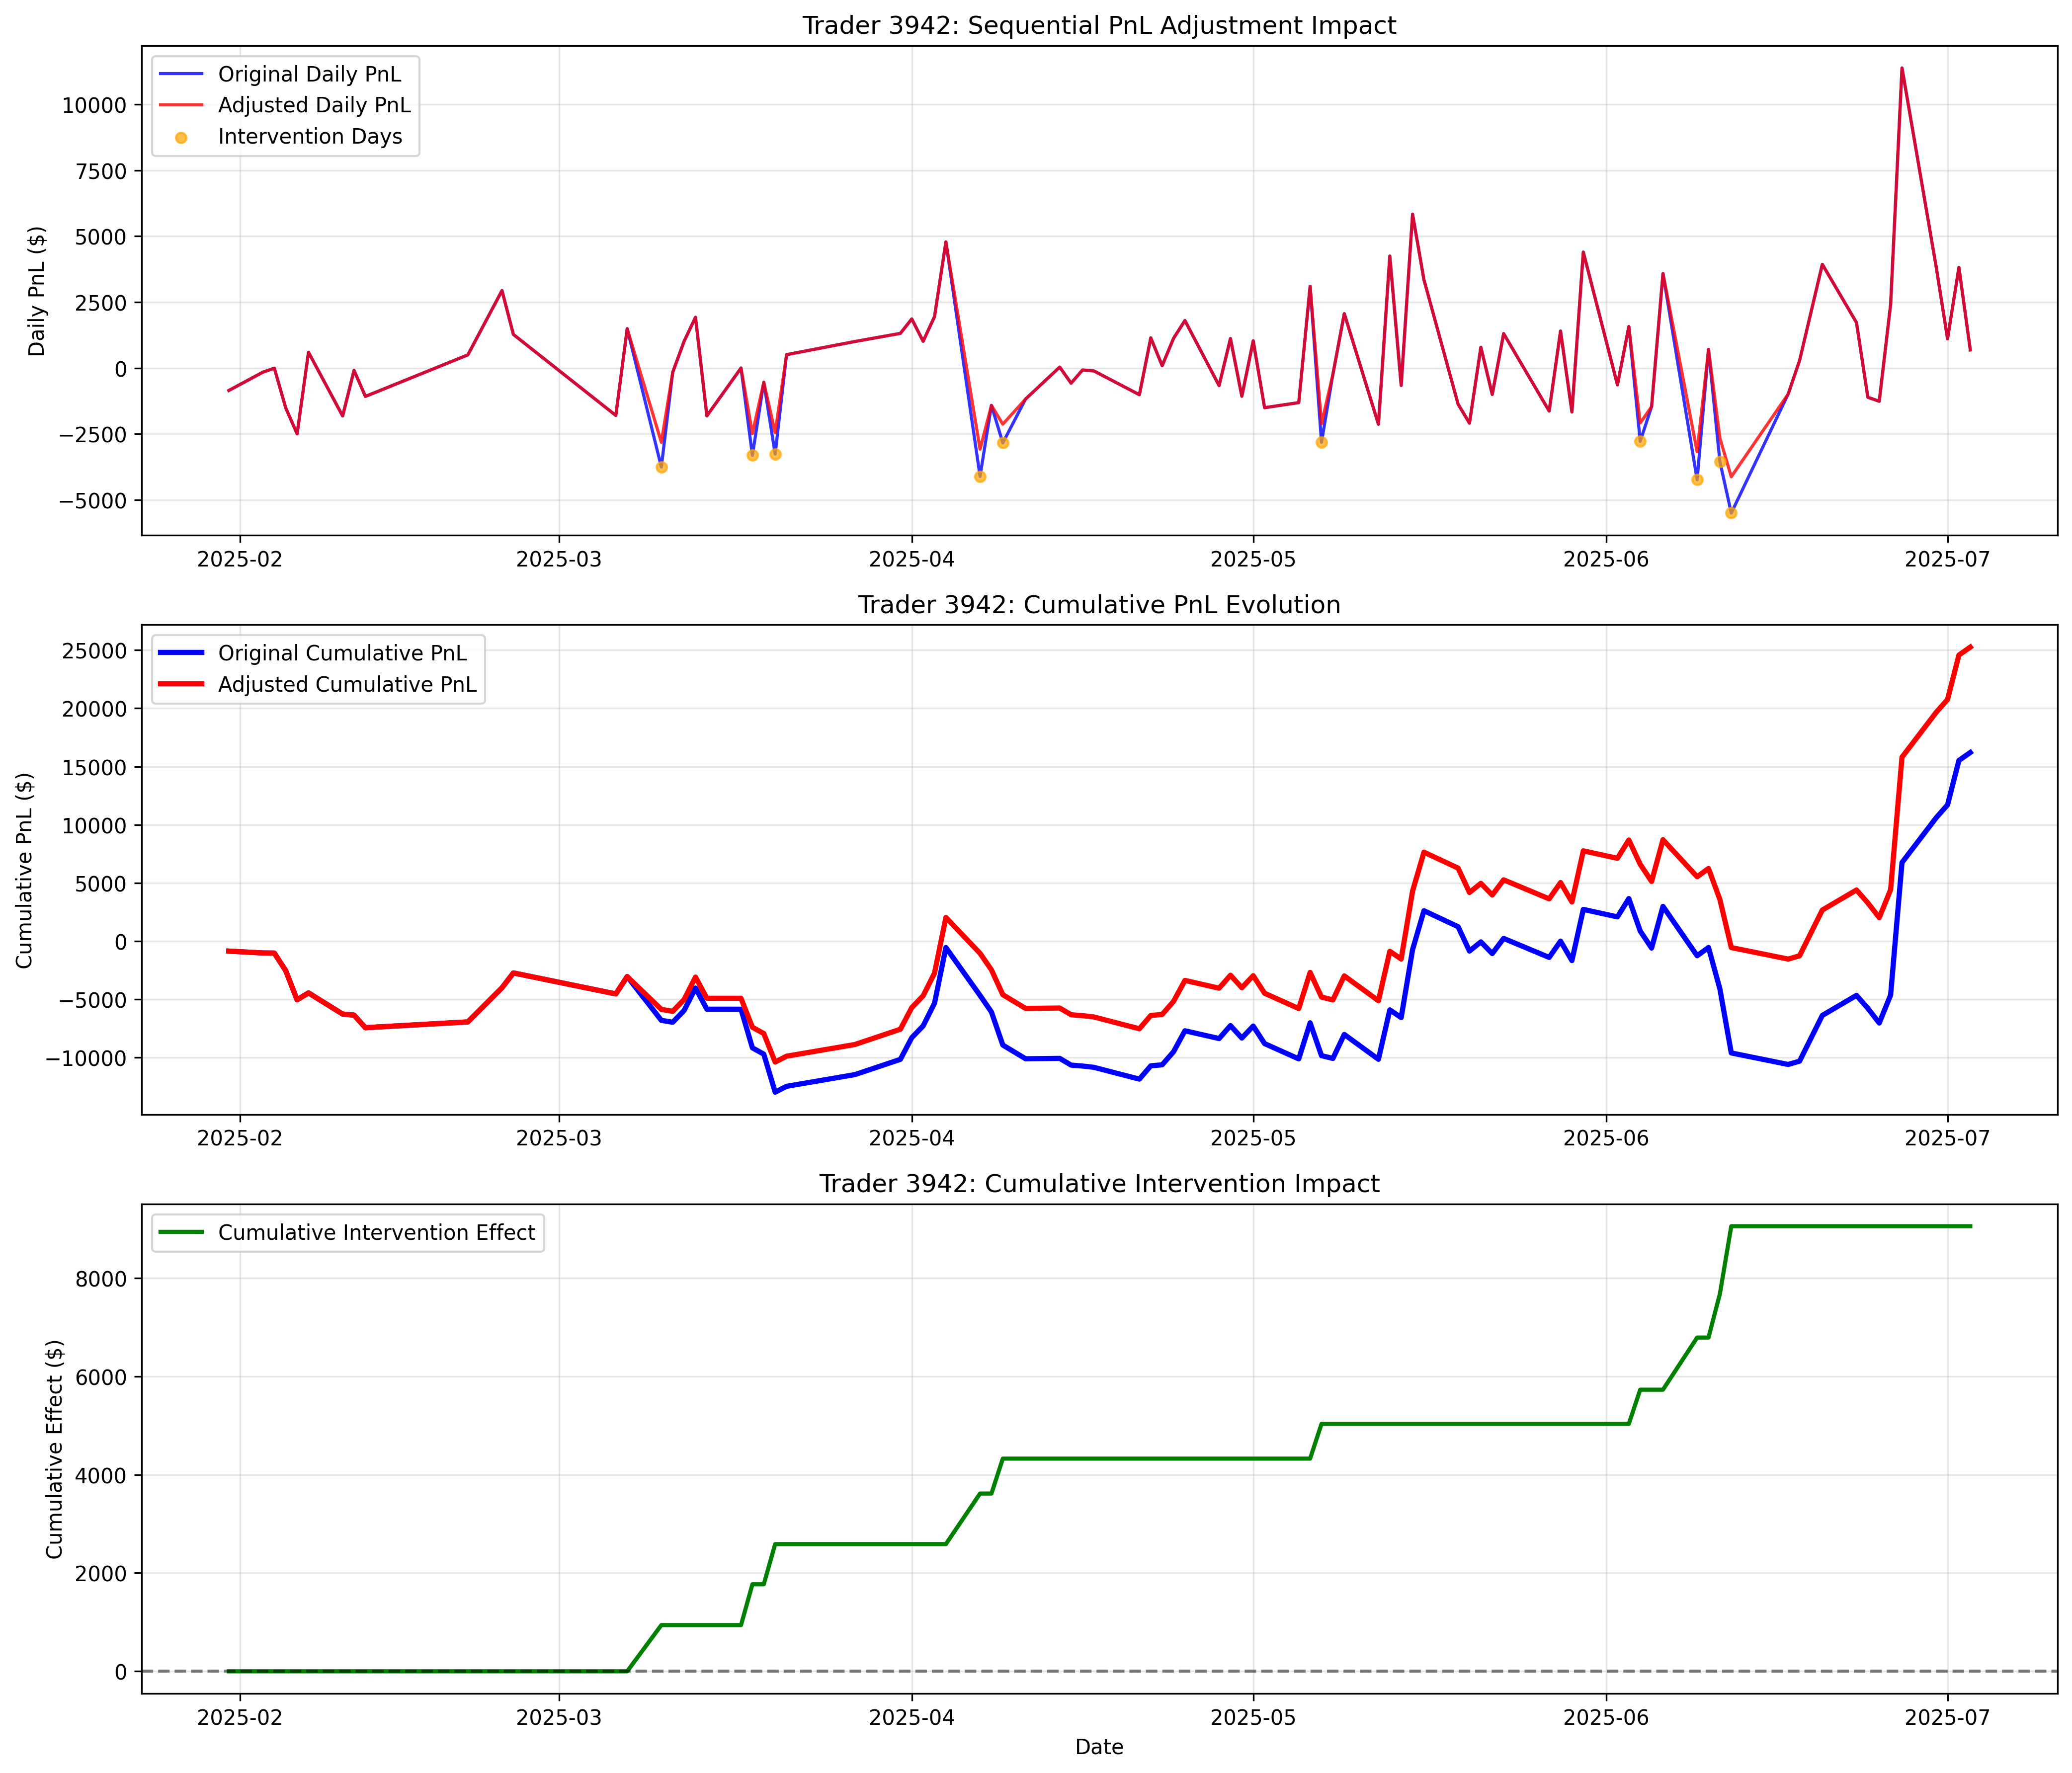 Trader 3942: Sequential PnL Adjustment Impact
Original Daily PnL
Adjusted Daily PnL
Intervention Days
Daily PnL ($)
10000
7500
5000
2500
0
−2500
−5000
2025-02 2025-03 2025-04 2025-05 2025-06 2025-07
Trader 3942: Cumulative PnL Evolution
Original Cumulative PnL
Adjusted Cumulative PnL
Cumulative PnL ($)
25000
20000
15000
10000
5000
0
−5000
−10000
2025-02 2025-03 2025-04 2025-05 2025-06 2025-07
Trader 3942: Cumulative Intervention Impact
Cumulative Intervention Effect
Cumulative Effect ($)
8000
6000
4000
2000
0
2025-02 2025-03 2025-04 2025-05 2025-06 2025-07
Date